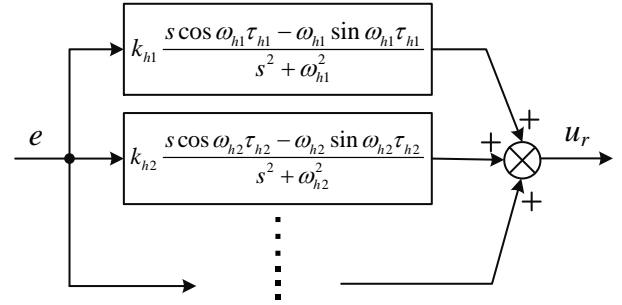 k_{h1} \frac{s \cos \omega_{h1} \tau_{h1} - \omega_{h1} \sin \omega_{h1} \tau_{h1}}{s^2 + \omega_{h1}^2}
+
e
k_{h2} \frac{s \cos \omega_{h2} \tau_{h2} - \omega_{h2} \sin \omega_{h2} \tau_{h2}}{s^2 + \omega_{h2}^2}
+
u_r
+